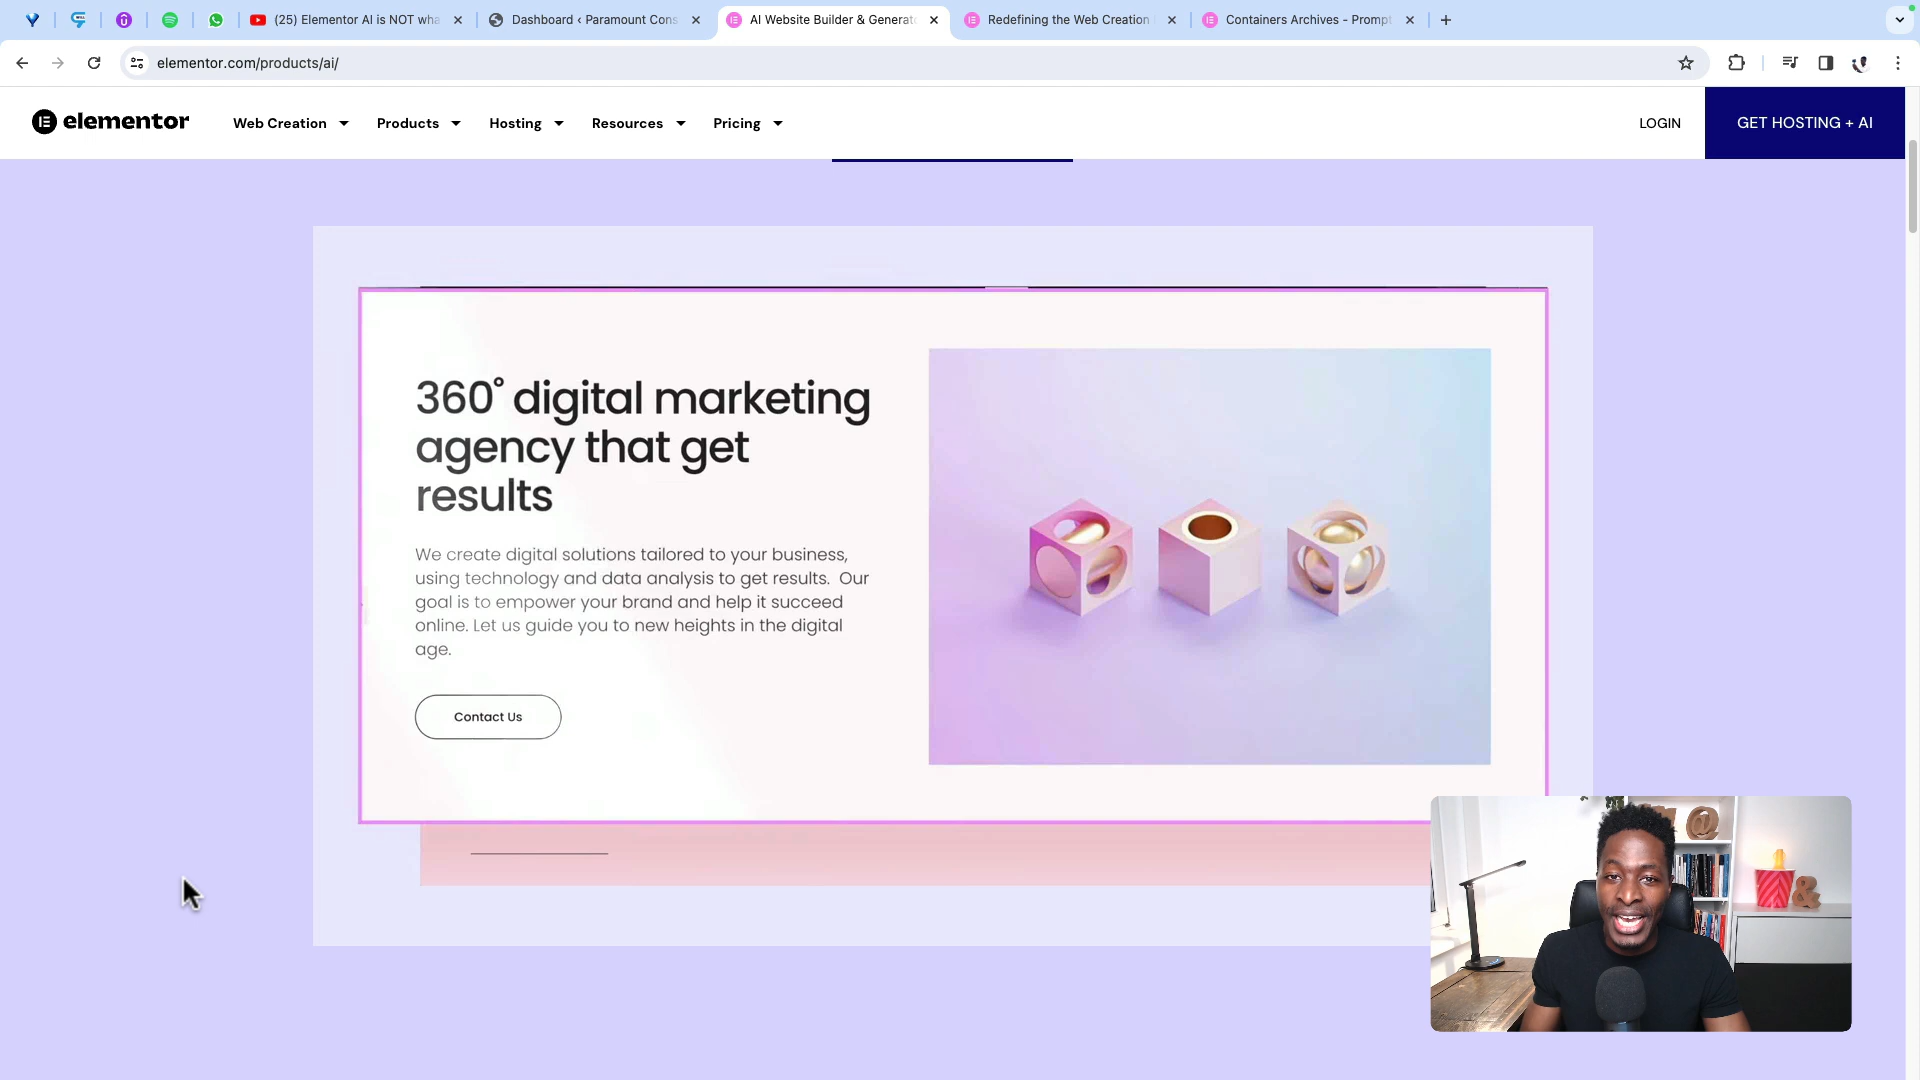 (25) Elementor AI is NOT wha
Dashboard ‹ Paramount Cons
AI Website Builder & Generato
Redefining the Web Creation
Containers Archives - Prompt
elementor.com/products/ai/
elementor
Web Creation
Products
Hosting
Resources
Pricing
LOGIN
GET HOSTING + AI
360° digital marketing
agency that get
results
We create digital solutions tailored to your business,
using technology and data analysis to get results. Our
goal is to empower your brand and help it succeed
online. Let us guide you to new heights in the digital
age.
Contact Us